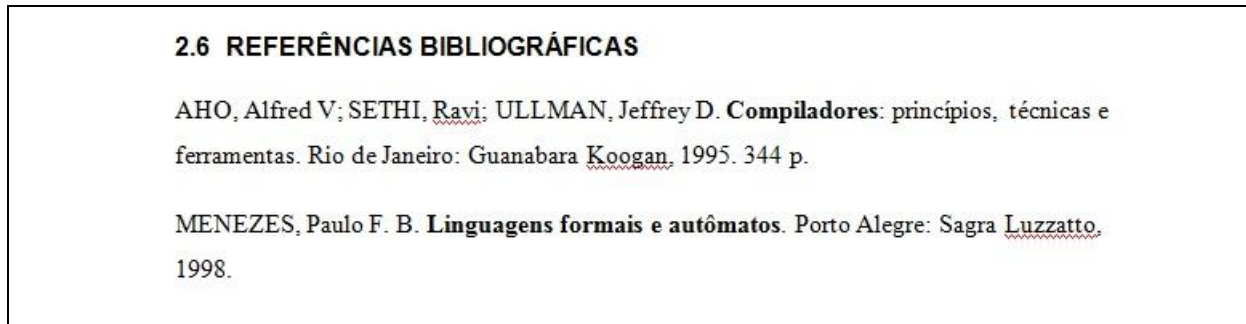 2.6 REFERÊNCIAS BIBLIOGRÁFICAS
AHO, Alfred V; SETHI, Ravi; ULLMAN, Jeffrey D. Compiladores: princípios, técnicas e
ferramentas. Rio de Janeiro: Guanabara Koogan, 1995. 344 p.
MENEZES, Paulo F. B. Linguagens formais e autômatos. Porto Alegre: Sagra Luzzatto,
1998.